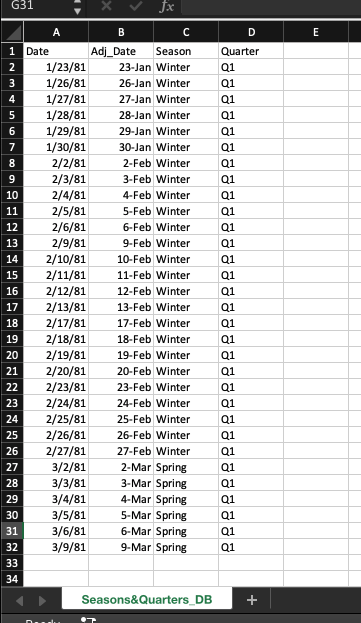 G31 fx
A B C D E
1 Date Adj_Date Season Quarter
2 1/23/81 23-Jan Winter Q1
3 1/26/81 26-Jan Winter Q1
4 1/27/81 27-Jan Winter Q1
5 1/28/81 28-Jan Winter Q1
6 1/29/81 29-Jan Winter Q1
7 1/30/81 30-Jan Winter Q1
8 2/2/81 2-Feb Winter Q1
9 2/3/81 3-Feb Winter Q1
10 2/4/81 4-Feb Winter Q1
11 2/5/81 5-Feb Winter Q1
12 2/6/81 6-Feb Winter Q1
13 2/9/81 9-Feb Winter Q1
14 2/10/81 10-Feb Winter Q1
15 2/11/81 11-Feb Winter Q1
16 2/12/81 12-Feb Winter Q1
17 2/13/81 13-Feb Winter Q1
18 2/17/81 17-Feb Winter Q1
19 2/18/81 18-Feb Winter Q1
20 2/19/81 19-Feb Winter Q1
21 2/20/81 20-Feb Winter Q1
22 2/23/81 23-Feb Winter Q1
23 2/24/81 24-Feb Winter Q1
24 2/25/81 25-Feb Winter Q1
25 2/26/81 26-Feb Winter Q1
26 2/27/81 27-Feb Winter Q1
27 3/2/81 2-Mar Spring Q1
28 3/3/81 3-Mar Spring Q1
29 3/4/81 4-Mar Spring Q1
30 3/5/81 5-Mar Spring Q1
31 3/6/81 6-Mar Spring Q1
32 3/9/81 9-Mar Spring Q1
33
34
Seasons&Quarters_DB +
Ready